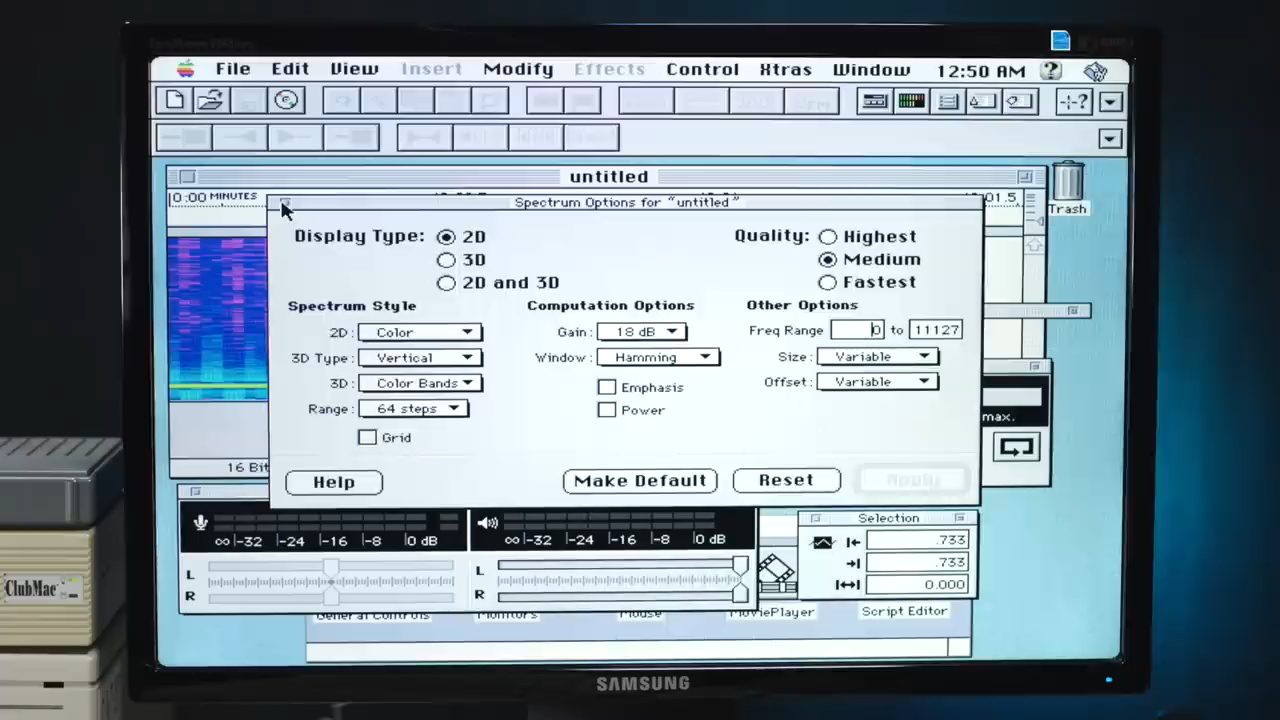 File Edit View Insert Modify Effects Control Xtras Window 12:50 AM
untitled
0:00 MINUTES
01.5
Trash
Spectrum Options for "untitled"
Display Type: 2D
3D
2D and 3D
Quality: Highest
Medium
Fastest
Spectrum Style
2D: Color
3D Type: Vertical
3D: Color Bands
Range: 64 steps
Grid
Computation Options
Gain: 18 dB
Window: Hamming
Emphasis
Power
Other Options
Freq Range 0 to 11127
Size: Variable
Offset: Variable
max.
16 Bit
Help Make Default Reset Apply
∞ -32 -24 -16 -8 0 dB
L
R
∞ -32 -24 -16 -8 0 dB
L
R
Selection
.733
.733
0.000
General Controls Monitors Mouse MoviePlayer Script Editor
ClubMac
SAMSUNG